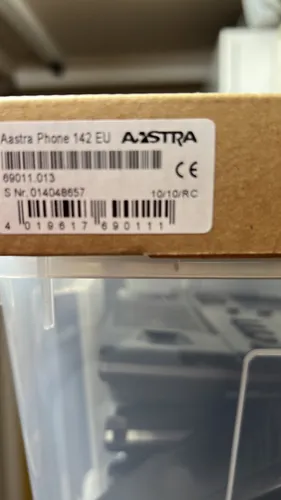 Aastra Phone 142 EU AASTRA
69011.013
CE
S Nr. 014048657
10/10/RC
4 019617 690111